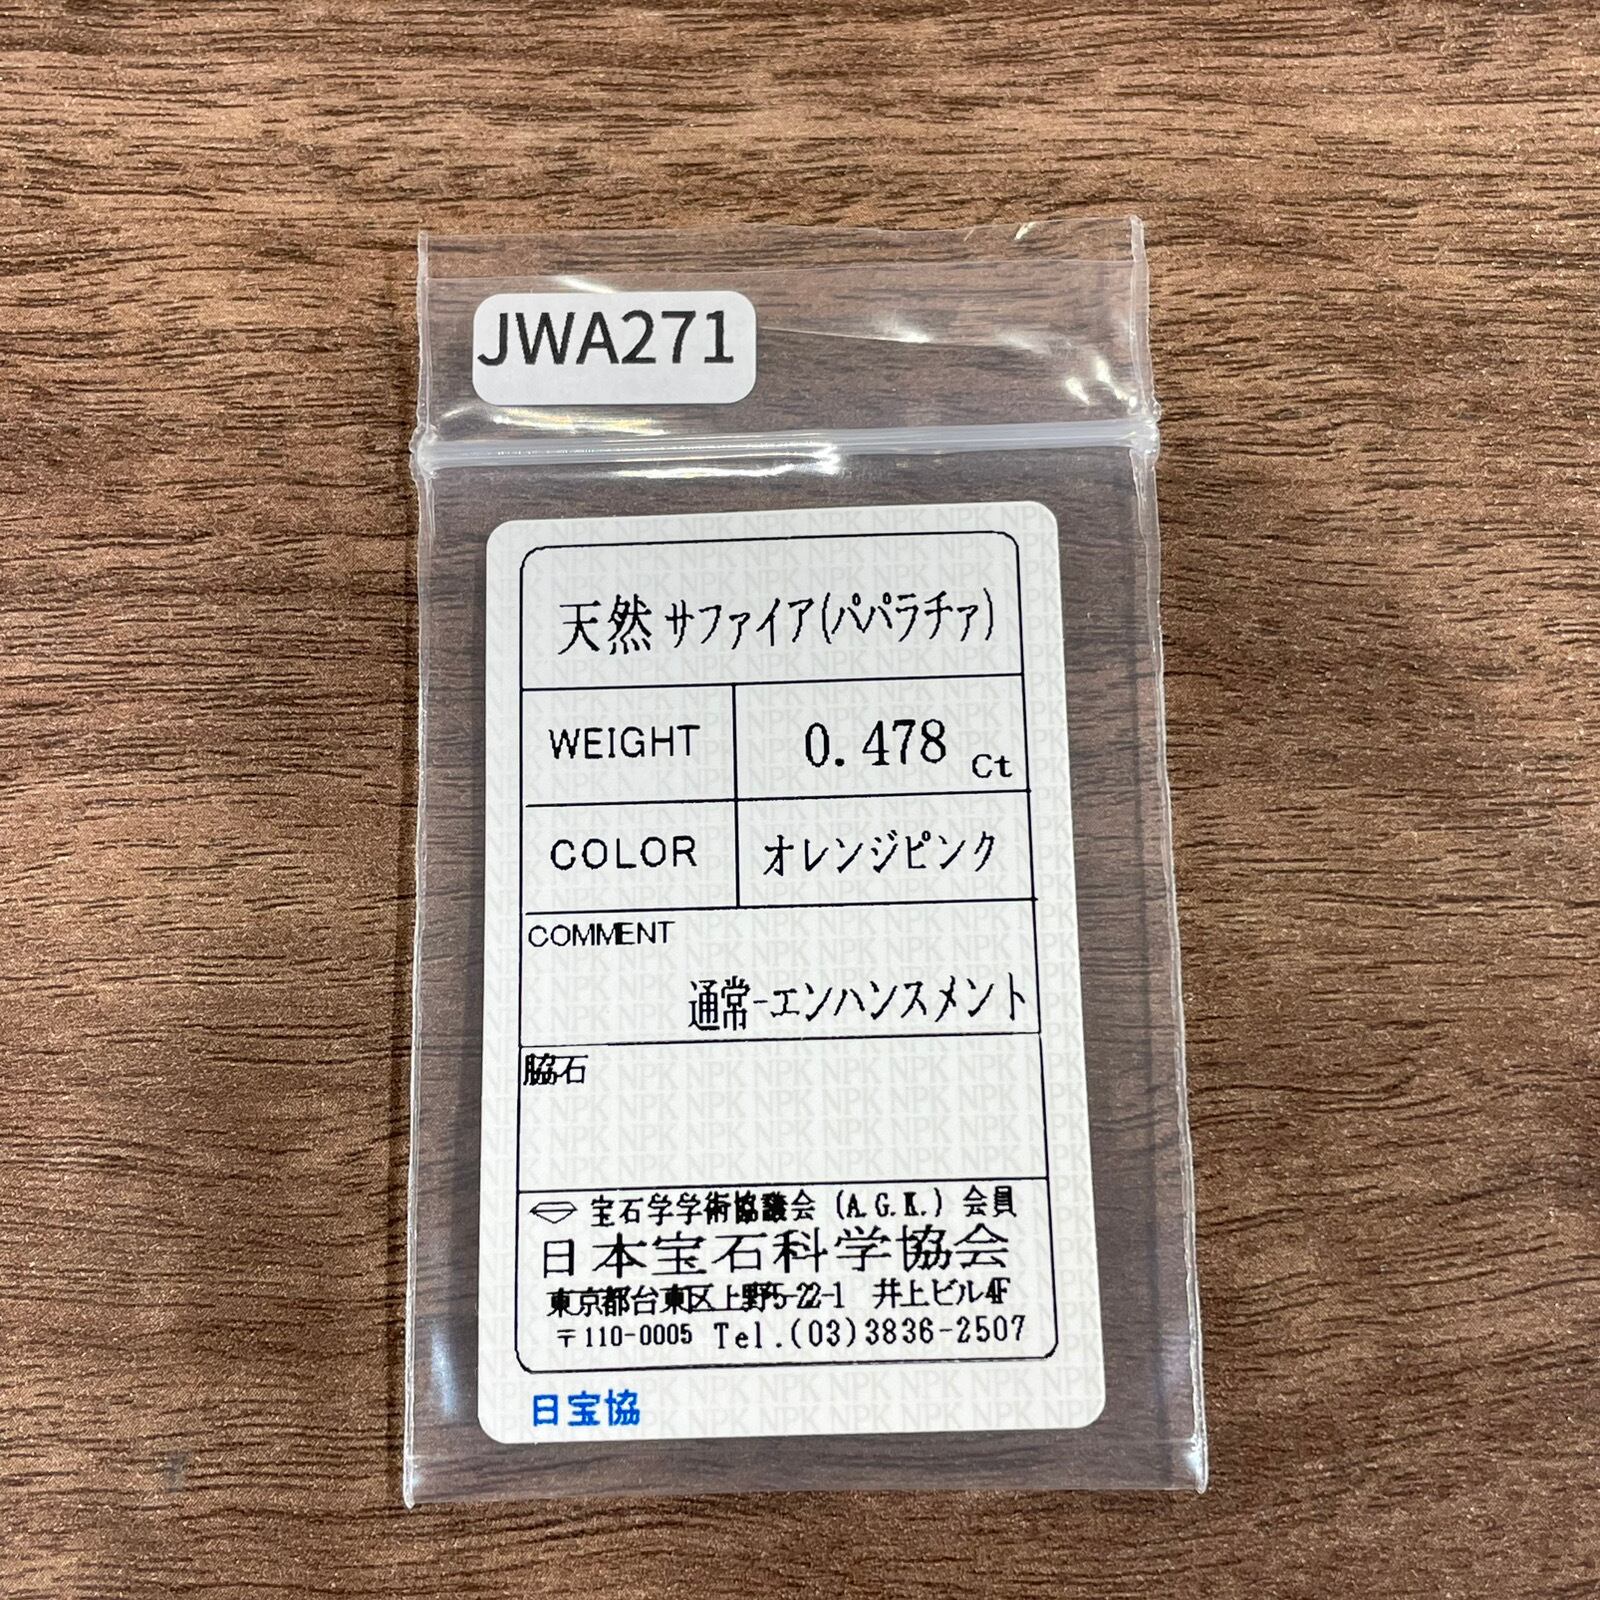 JWA271
天然 サファイア(パパラチァ)
WEIGHT 0.478 Ct
COLOR オレンジピンク
COMMENT
通常-エンハンスメント
脇石
宝石学学術協議会 (A.G.K.) 会員
日本宝石科学協会
東京都台東区上野5-22-1 井上ビル4F
〒110-0005 Tel.(03)3836-2507
日宝協